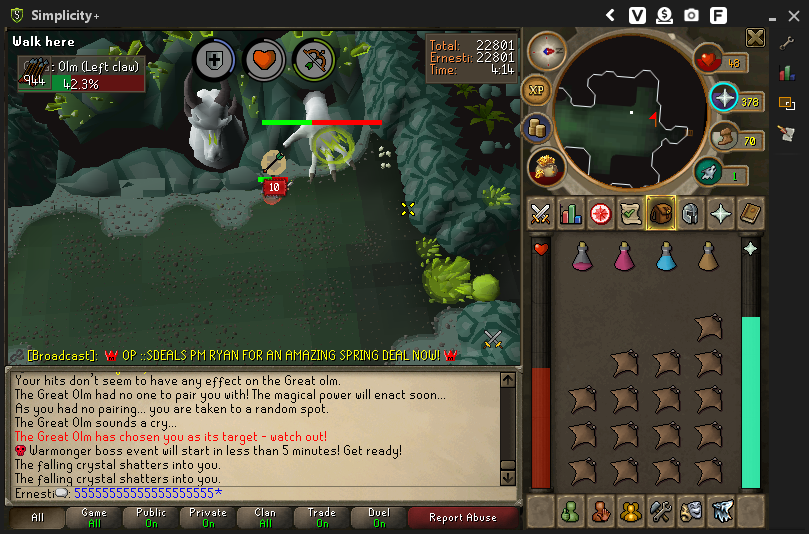 Simplicity+
Walk here
: Olm (Left claw)
944
42.3%
Total: 22801
Ernesti: 22801
Time: 4:14
10
XP
48
378
70
1
[Broadcast]: OP ::SDEALS PM RYAN FOR AN AMAZING SPRING DEAL NOW!
Your hits don't seem to have any effect on the Great olm.
The Great Olm had no one to pair you with! The magical power will enact soon...
As you had no pairing... you are taken to a random spot.
The Great Olm sounds a cry...
The Great Olm has chosen you as its target - watch out!
Warmonger boss event will start in less than 5 minutes! Get ready!
The falling crystal shatters into you.
The falling crystal shatters into you.
Ernesti: 55555555555555555555*
All
Game
All
Public
On
Private
On
Clan
All
Trade
On
Duel
On
Report Abuse